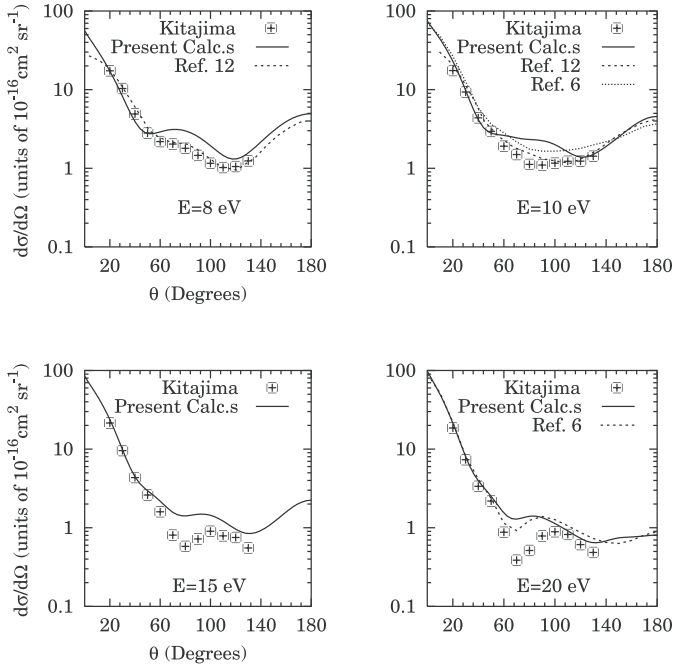 dσ/dΩ (units of 10⁻¹⁶cm² sr⁻¹)
100
10
1
0.1
Kitajima
Present Calc.s
Ref. 12
E=8 eV
20 60 100 140 180
θ (Degrees)
100
10
1
0.1
Kitajima
Present Calc.s
Ref. 12
Ref. 6
E=10 eV
20 60 100 140 180
dσ/dΩ (units of 10⁻¹⁶cm² sr⁻¹)
100
10
1
0.1
Kitajima
Present Calc.s
E=15 eV
20 60 100 140 180
θ (Degrees)
100
10
1
0.1
Kitajima
Present Calc.s
Ref. 6
E=20 eV
20 60 100 140 180